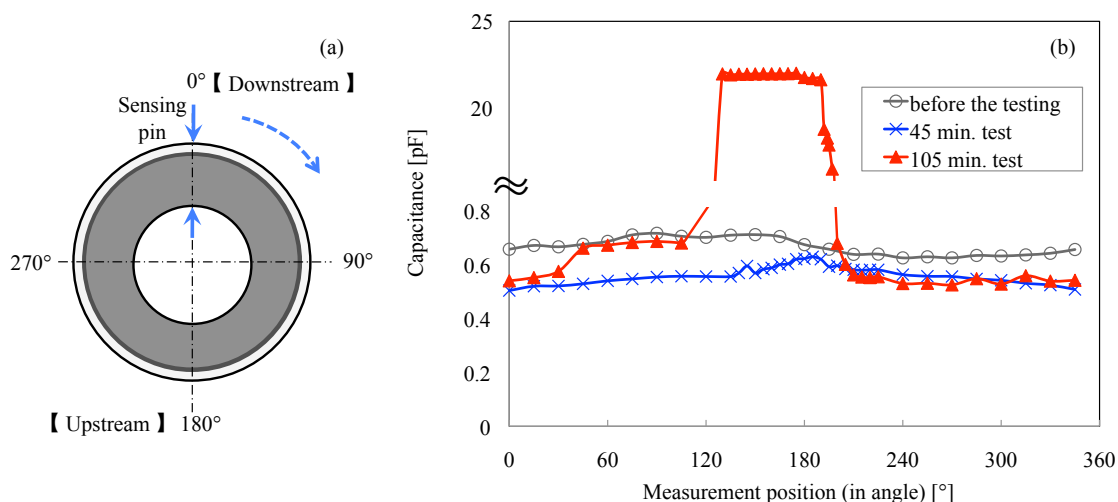 (a)
0° 【 Downstream 】
Sensing
pin
270°
90°
【 Upstream 】 180°
(b)
25
20
0.8
0.6
0.4
0.2
0
Capacitance [pF]
before the testing
45 min. test
105 min. test
0 60 120 180 240 300 360
Measurement position (in angle) [°]